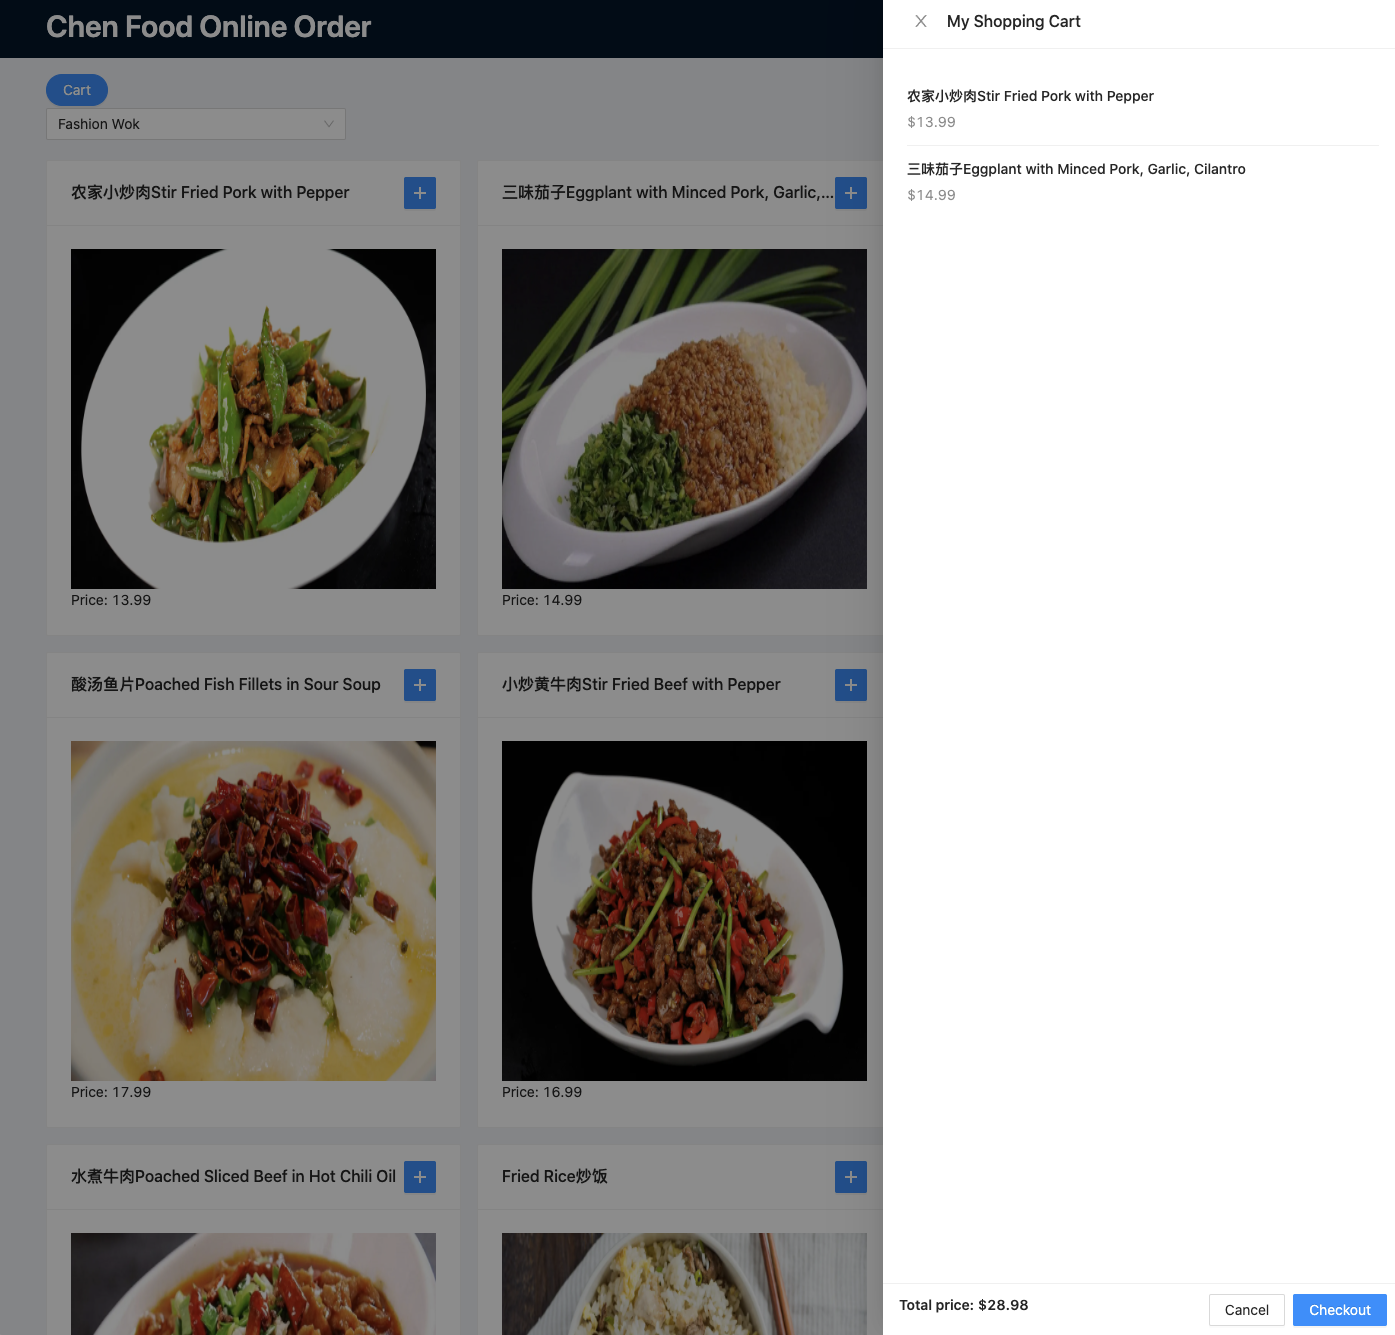 Chen Food Online Order
Cart
Fashion Wok
农家小炒肉Stir Fried Pork with Pepper
三味茄子Eggplant with Minced Pork, Garlic,...
Price: 13.99
Price: 14.99
酸汤鱼片Poached Fish Fillets in Sour Soup
小炒黄牛肉Stir Fried Beef with Pepper
Price: 17.99
Price: 16.99
水煮牛肉Poached Sliced Beef in Hot Chili Oil
Fried Rice炒饭
My Shopping Cart
农家小炒肉Stir Fried Pork with Pepper
$13.99
三味茄子Eggplant with Minced Pork, Garlic, Cilantro
$14.99
Total price: $28.98
Cancel
Checkout